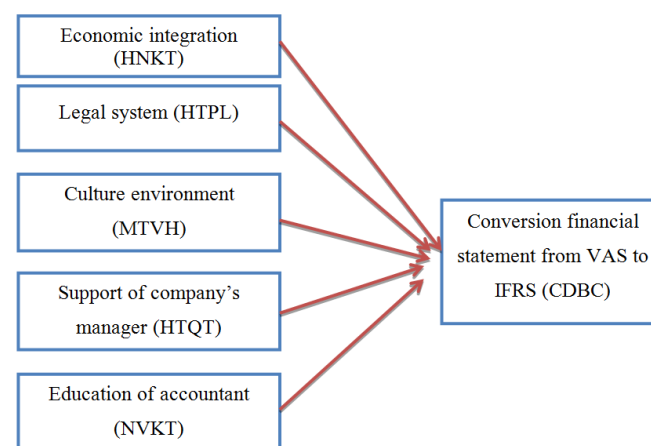 Economic integration
(HNKT)
Legal system (HTPL)
Culture environment
(MTVH)
Support of company’s
manager (HTQT)
Education of accountant
(NVKT)
Conversion financial
statement from VAS to
IFRS (CDBC)